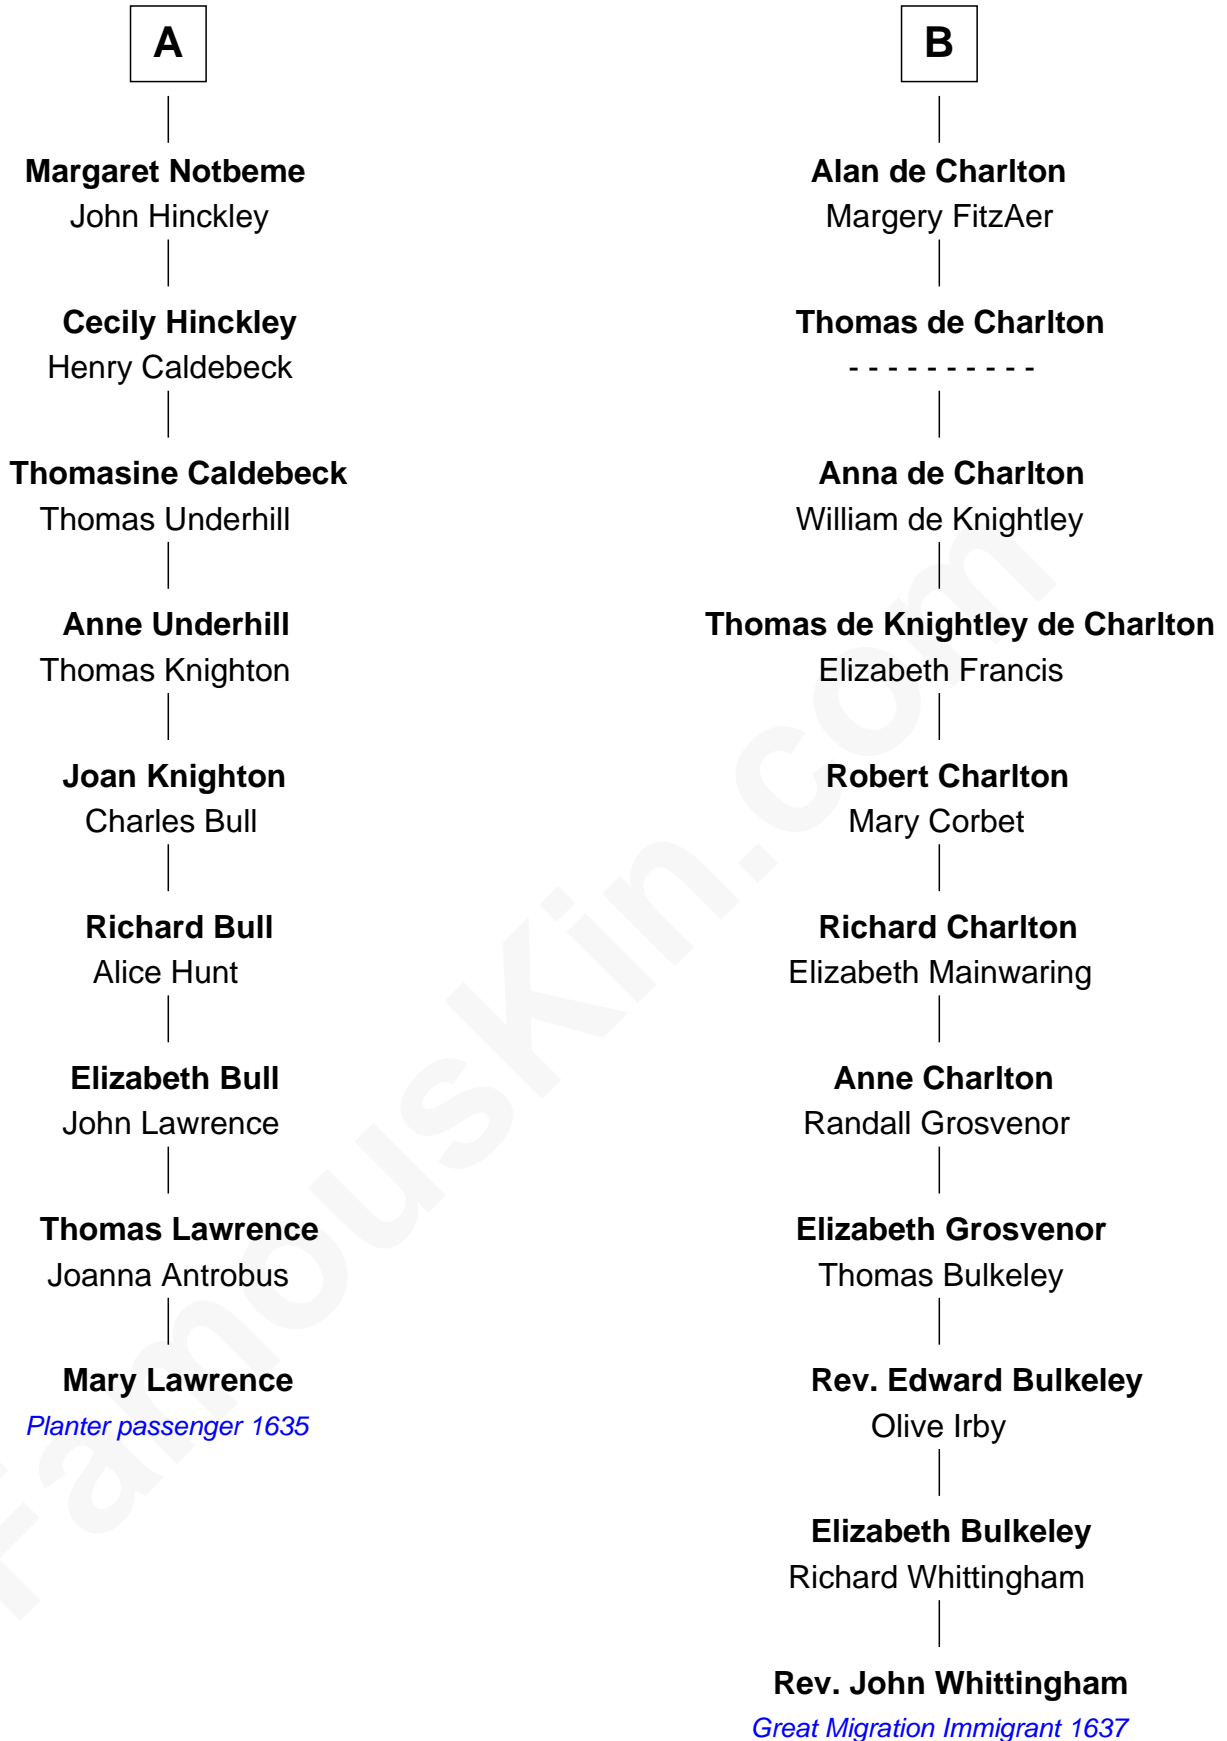 A
Margaret Notbeme
John Hinckley
Cecily Hinckley
Henry Caldebeck
Thomasine Caldebeck
Thomas Underhill
Anne Underhill
Thomas Knighton
Joan Knighton
Charles Bull
Richard Bull
Alice Hunt
Elizabeth Bull
John Lawrence
Thomas Lawrence
Joanna Antrobus
Mary Lawrence
Planter passenger 1635
B
Alan de Charlton
Margery FitzAer
Thomas de Charlton
- - - - - - - - - -
Anna de Charlton
William de Knightley
Thomas de Knightley de Charlton
Elizabeth Francis
Robert Charlton
Mary Corbet
Richard Charlton
Elizabeth Mainwaring
Anne Charlton
Randall Grosvenor
Elizabeth Grosvenor
Thomas Bulkeley
Rev. Edward Bulkeley
Olive Irby
Elizabeth Bulkeley
Richard Whittingham
Rev. John Whittingham
Great Migration Immigrant 1637
FamousKin.com